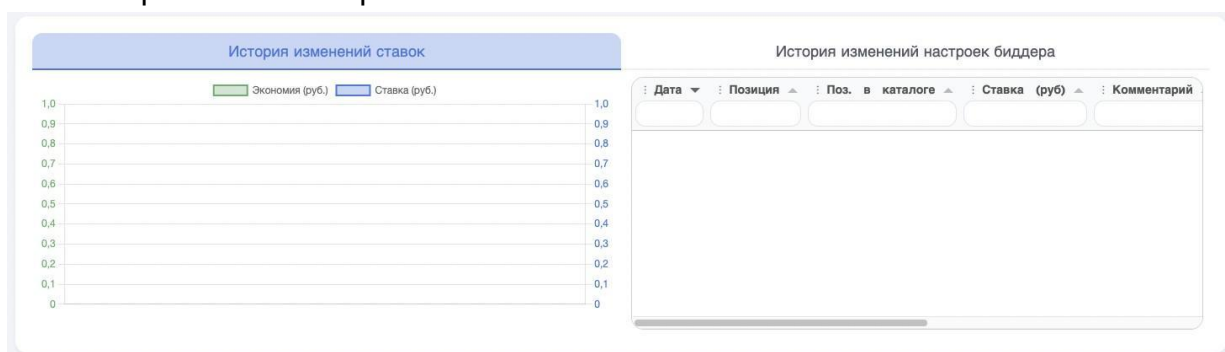 История изменений ставок
История изменений настроек биддера
Экономия (руб.) Ставка (руб.)
1,0 1,0
0,9 0,9
0,8 0,8
0,7 0,7
0,6 0,6
0,5 0,5
0,4 0,4
0,3 0,3
0,2 0,2
0,1 0,1
0 0
Дата Позиция Поз. в каталоге Ставка (руб) Комментарий